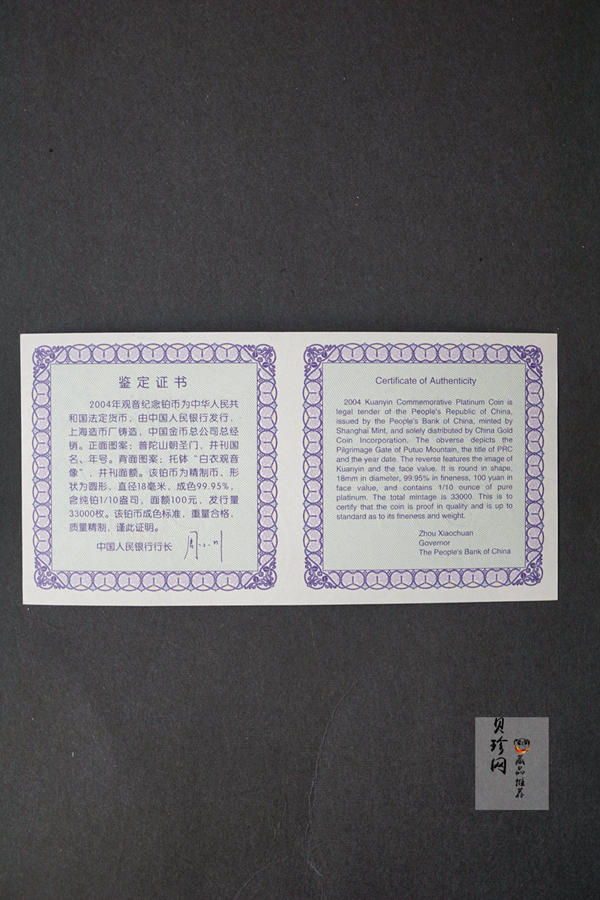 鉴定证书
2004年观音纪念铂币为中华人民共
和国法定货币，由中国人民银行发行，
上海造币厂铸造，中国金币总公司总经
销。正面图案：普陀山朝圣门，并刊国
名、年号。背面图案：托钵“白衣观音
像”，并刊面额。该铂币为精制币，形
状为圆形，直径18毫米，成色99.95%，
含纯铂1/10盎司，面额100元，发行量
33000枚。该铂币成色标准，重量合格，
质量精制，谨此证明。
中国人民银行行长
Certificate of Authenticity
2004 Kuanyin Commemorative Platinum Coin is
legal tender of the People's Republic of China,
issued by the People's Bank of China, minted by
Shanghai Mint, and solely distributed by China Gold
Coin Incorporation. The obverse depicts the
Pilgrimage Gate of Putuo Mountain, the title of PRC
and the year date. The reverse features the image of
Kuanyin and the face value. It is round in shape,
18mm in diameter, 99.95% in fineness, 100 yuan in
face value, and contains 1/10 ounce of pure
platinum. The total mintage is 33000. This is to
certify that the coin is proof in quality and is up to
standard as to its fineness and weight.
Zhou Xiaochuan
Governor
The People's Bank of China
贝珍网
藏品推荐